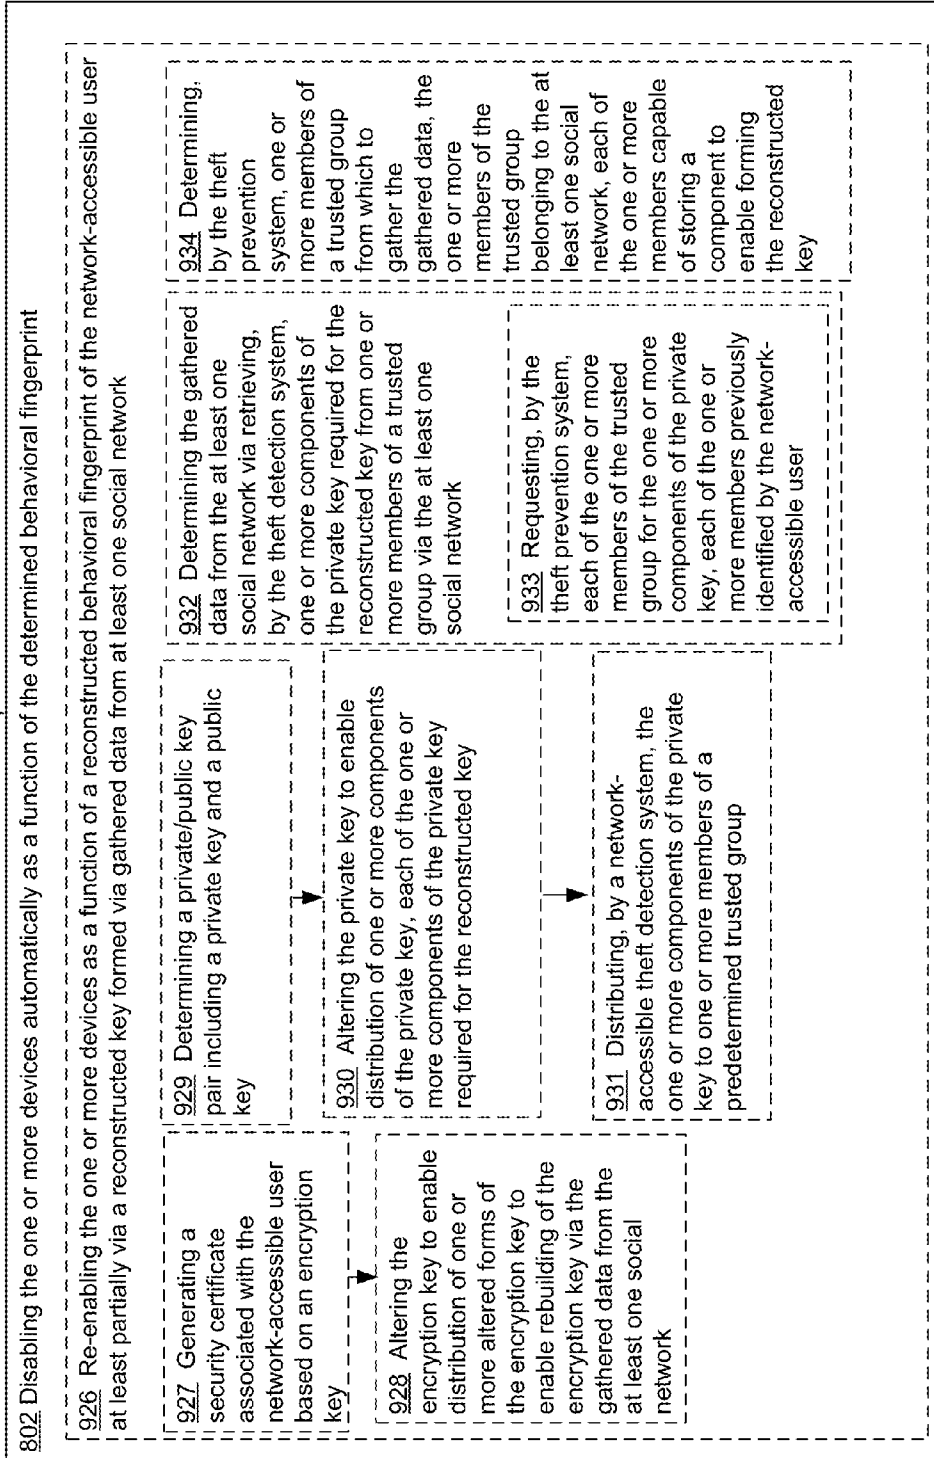 802 Disabling the one or more devices automatically as a function of the determined behavioral fingerprint
926 Re-enabling the one or more devices as a function of a reconstructed behavioral fingerprint of the network-accessible user
at least partially via a reconstructed key formed via gathered data from at least one social network
927 Generating a
security certificate
associated with the
network-accessible user
based on an encryption
key
928 Altering the
encryption key to enable
distribution of one or
more altered forms of
the encryption key to
enable rebuilding of the
encryption key via the
gathered data from the
at least one social
network
929 Determining a private/public key
pair including a private key and a public
key
930 Altering the private key to enable
distribution of one or more components
of the private key, each of the one or
more components of the private key
required for the reconstructed key
931 Distributing, by a network-
accessible theft detection system, the
one or more components of the private
key to one or more members of a
predetermined trusted group
932 Determining the gathered
data from the at least one
social network via retrieving,
by the theft detection system,
one or more components of
the private key required for the
reconstructed key from one or
more members of a trusted
group via the at least one
social network
933 Requesting, by the
theft prevention system,
each of the one or more
members of the trusted
group for the one or more
components of the private
key, each of the one or
more members previously
identified by the network-
accessible user
934 Determining,
by the theft
prevention
system, one or
more members of
a trusted group
from which to
gather the
gathered data, the
one or more
members of the
trusted group
belonging to the at
least one social
network, each of
the one or more
members capable
of storing a
component to
enable forming
the reconstructed
key